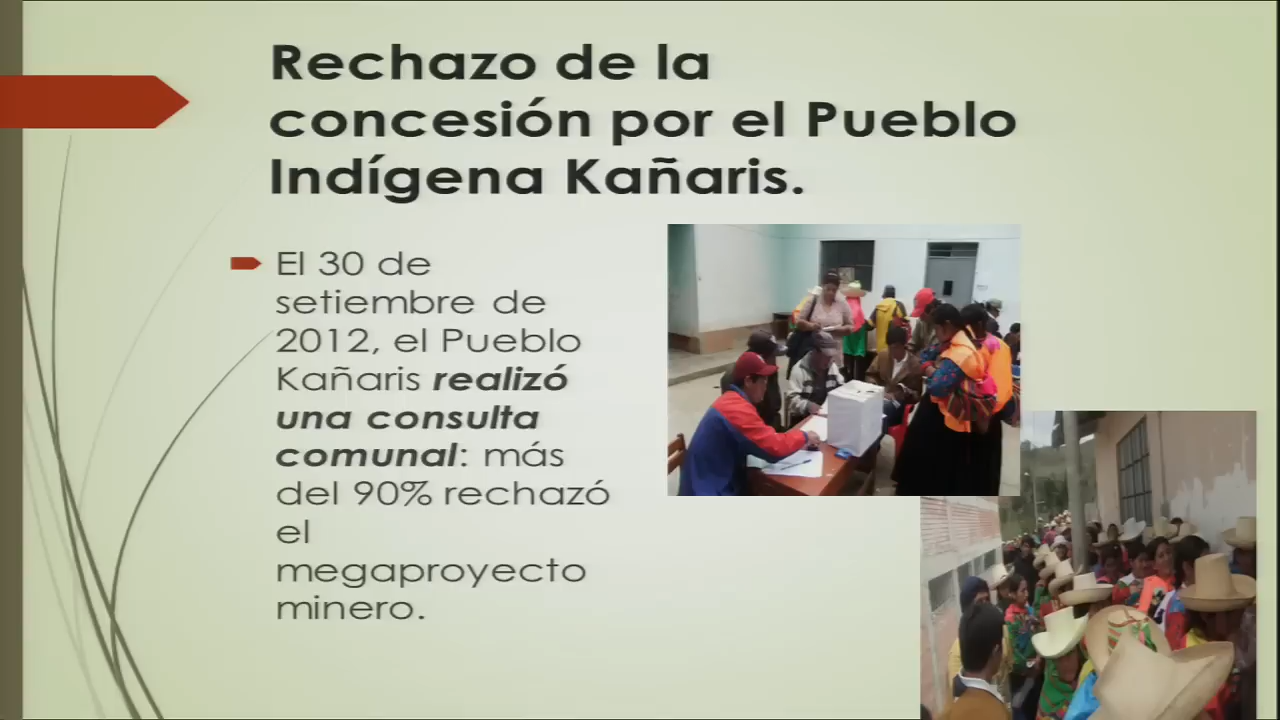 Rechazo de la
concesión por el Pueblo
Indígena Kañaris.
El 30 de
setiembre de
2012, el Pueblo
Kañaris realizó
una consulta
comunal: más
del 90% rechazó
el
megaproyecto
minero.